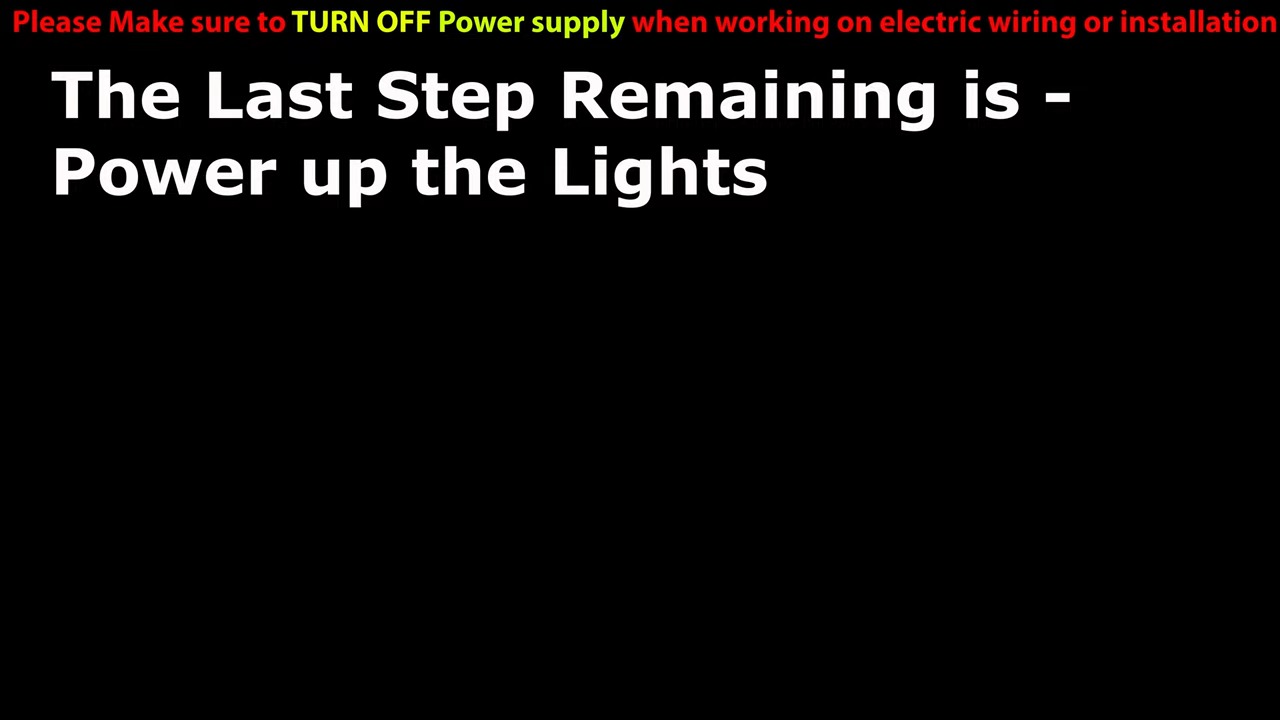 Please Make sure to TURN OFF Power supply when working on electric wiring or installation
The Last Step Remaining is -
Power up the Lights